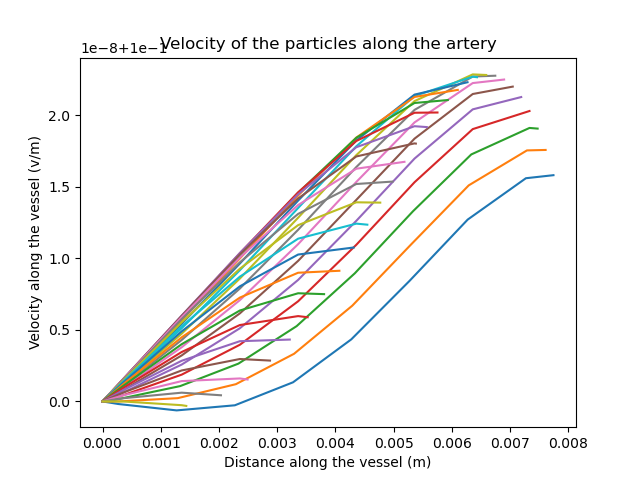 Velocity of the particles along the artery
1e−8+1e−1
2.0
1.5
1.0
0.5
0.0
Velocity along the vessel (v/m)
0.000 0.001 0.002 0.003 0.004 0.005 0.006 0.007 0.008
Distance along the vessel (m)